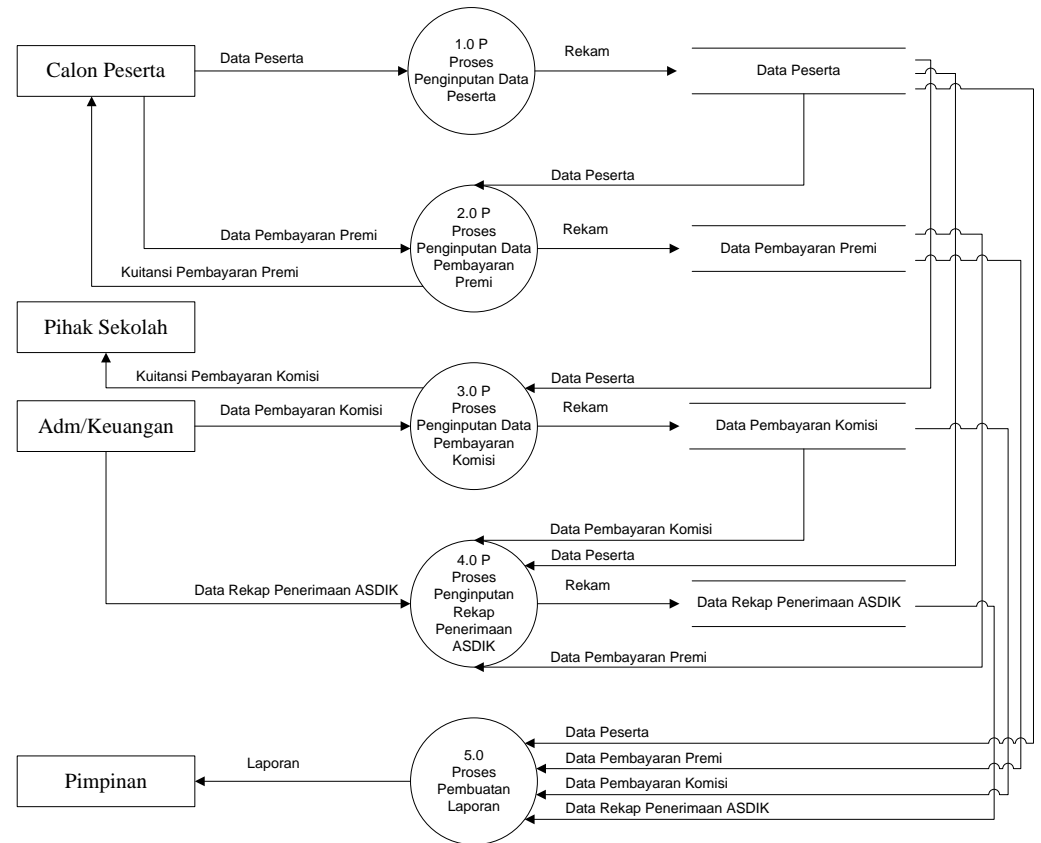 Calon Peserta
Data Peserta
1.0 P
Proses
Penginputan Data
Peserta
Rekam
Data Peserta
Data Peserta
Data Pembayaran Premi
Kuitansi Pembayaran Premi
2.0 P
Proses
Penginputan Data
Pembayaran
Premi
Rekam
Data Pembayaran Premi
Pihak Sekolah
Kuitansi Pembayaran Komisi
Data Peserta
Adm/Keuangan
Data Pembayaran Komisi
3.0 P
Proses
Penginputan Data
Pembayaran
Komisi
Rekam
Data Pembayaran Komisi
Data Pembayaran Komisi
Data Peserta
Data Rekap Penerimaan ASDIK
4.0 P
Proses
Penginputan
Rekap
Penerimaan
ASDIK
Rekam
Data Rekap Penerimaan ASDIK
Data Pembayaran Premi
Pimpinan
Laporan
5.0
Proses
Pembuatan
Laporan
Data Peserta
Data Pembayaran Premi
Data Pembayaran Komisi
Data Rekap Penerimaan ASDIK